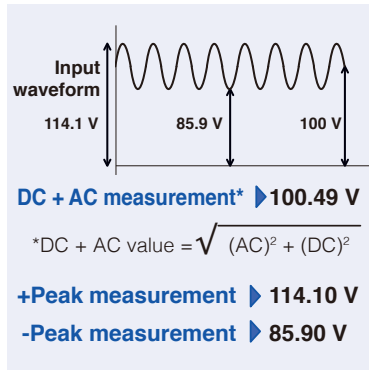 Input
waveform
114.1 V 85.9 V 100 V
DC + AC measurement* 100.49 V
*DC + AC value = √(AC)² + (DC)²
+Peak measurement 114.10 V
-Peak measurement 85.90 V